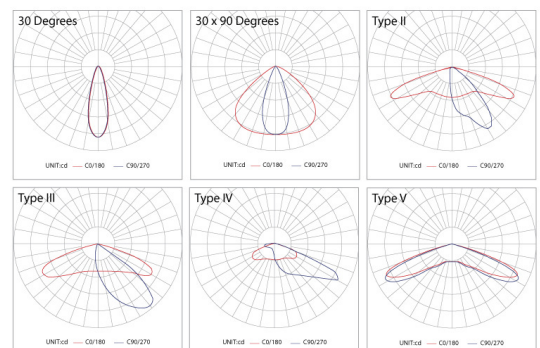 30 Degrees
UNIT:cd C0/180 C90/270
30 x 90 Degrees
UNIT:cd C0/180 C90/270
Type II
UNIT:cd C0/180 C90/270
Type III
UNIT:cd C0/180 C90/270
Type IV
UNIT:cd C0/180 C90/270
Type V
UNIT:cd C0/180 C90/270